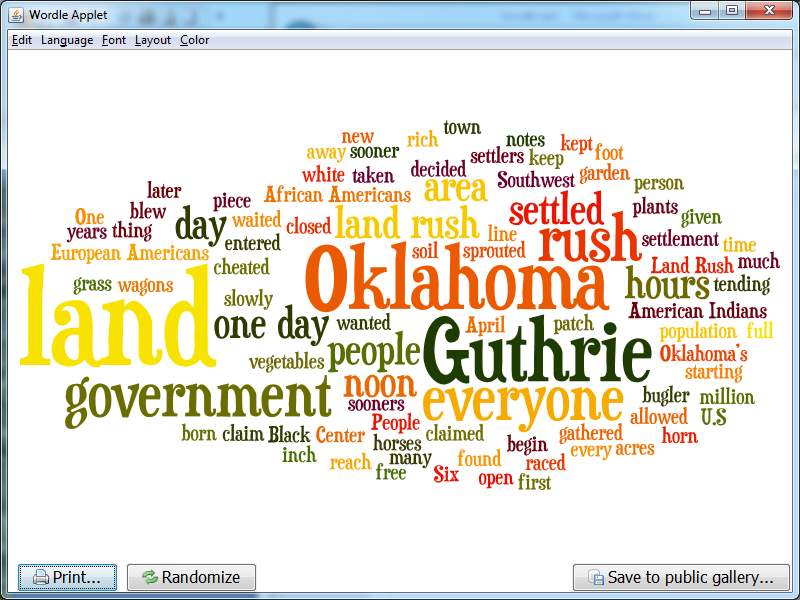 Wordle Applet
Edit Language Font Layout Color
new rich town
away sooner notes kept foot
white taken decided settlers keep
later African Americans area Southwest garden person
One blew piece
years thing day waited closed land rush line settled plants given
European Americans entered soil sprouted rush settlement time
grass wagons cheated Oklahoma Land Rush much
land slowly hours tending
one day wanted April patch American Indians
vegetables people Guthrie population full
Oklahoma's
starting
government noon everyone bugler million
sooners People allowed U.S
born claim Black Center horses claimed begin gathered horn
inch reach many found raced every acres
free Six open first
Print... Randomize Save to public gallery...